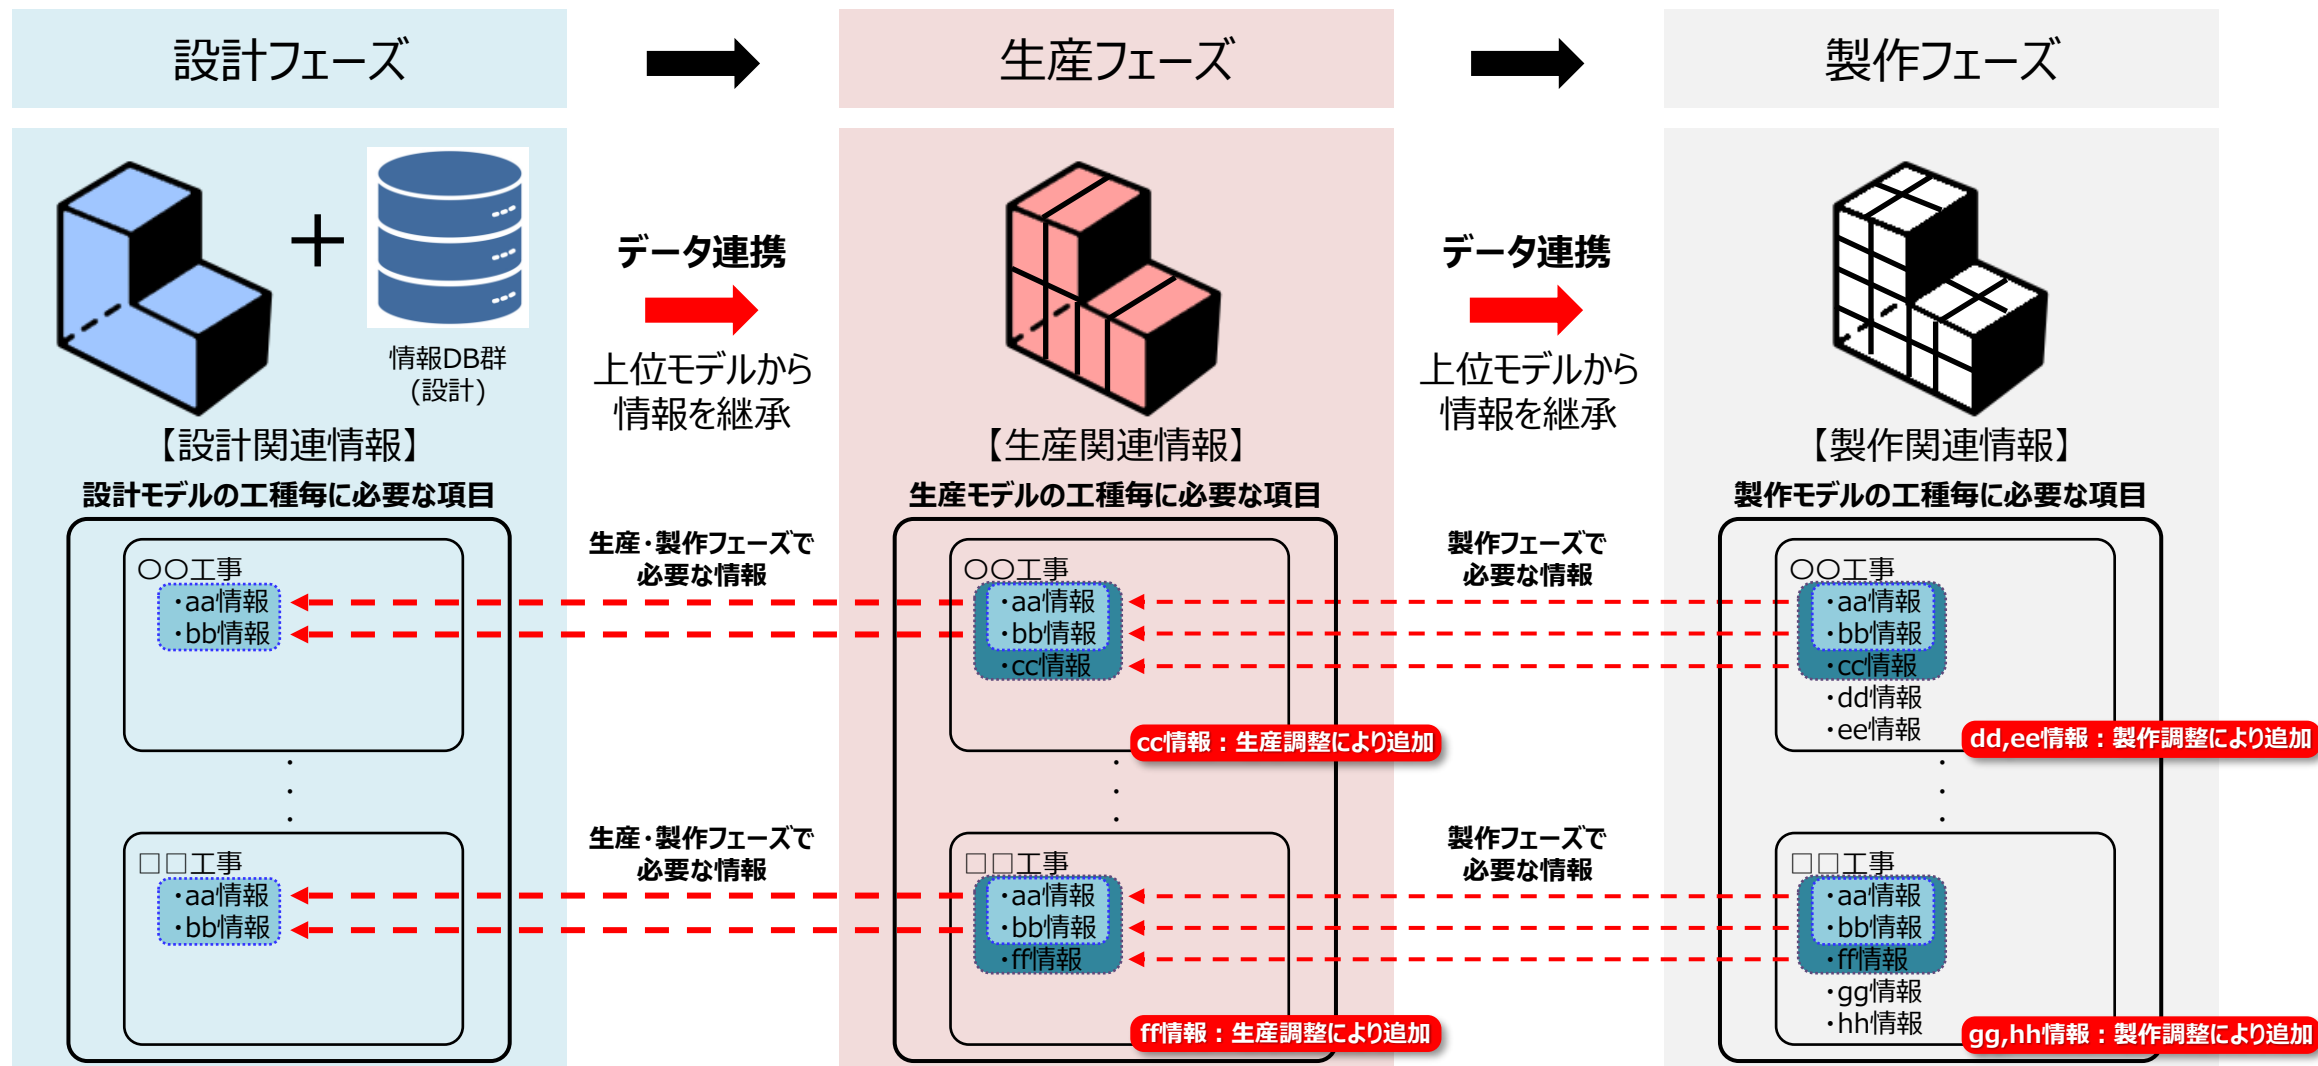 設計フェーズ
生産フェーズ
製作フェーズ
情報DB群
(設計)
データ連携
上位モデルから
情報を継承
データ連携
上位モデルから
情報を継承
【設計関連情報】
設計モデルの工種毎に必要な項目
【生産関連情報】
生産モデルの工種毎に必要な項目
【製作関連情報】
製作モデルの工種毎に必要な項目
〇〇工事
・aa情報
・bb情報
生産・製作フェーズで
必要な情報
〇〇工事
・aa情報
・bb情報
・cc情報
cc情報：生産調整により追加
製作フェーズで
必要な情報
〇〇工事
・aa情報
・bb情報
・cc情報
・dd情報
・ee情報
dd,ee情報：製作調整により追加
・
・
・
・
・
・
・
・
・
□□工事
・aa情報
・bb情報
生産・製作フェーズで
必要な情報
□□工事
・aa情報
・bb情報
・ff情報
ff情報：生産調整により追加
製作フェーズで
必要な情報
□□工事
・aa情報
・bb情報
・ff情報
・gg情報
・hh情報
gg,hh情報：製作調整により追加